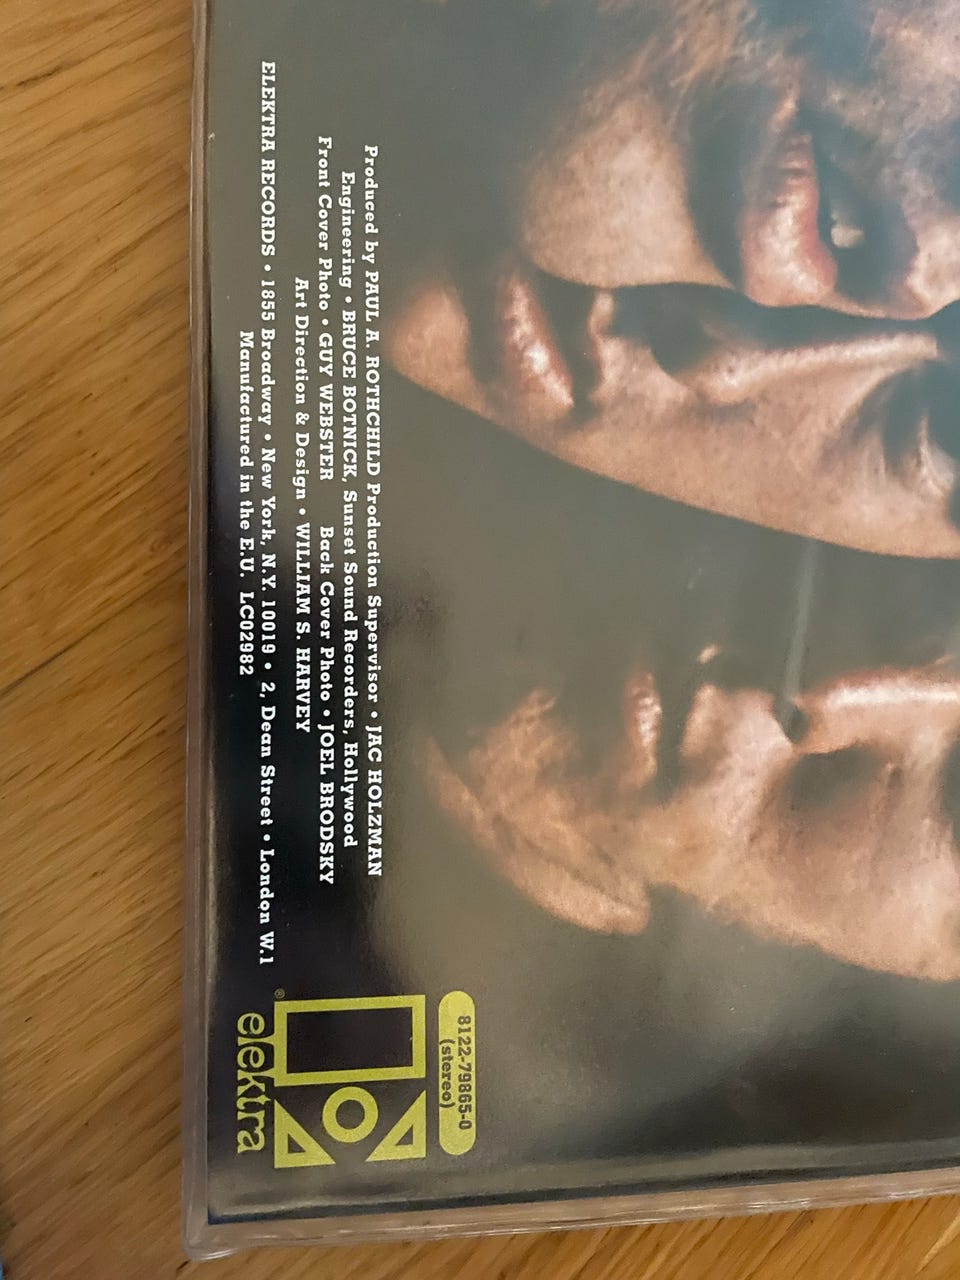 Produced by PAUL A. ROTHCHILD Production Supervisor • JAC HOLZMAN
Engineering • BRUCE BOTNICK, Sunset Sound Recorders, Hollywood
Front Cover Photo • GUY WEBSTER Back Cover Photo • JOEL BRODSKY
Art Direction & Design • WILLIAM S. HARVEY
ELEKTRA RECORDS • 1855 Broadway • New York, N.Y. 10019 • 2, Dean Street • London W.1
Manufactured in the E.U. LC02982
8122-79865-0
(stereo)
®
elektra